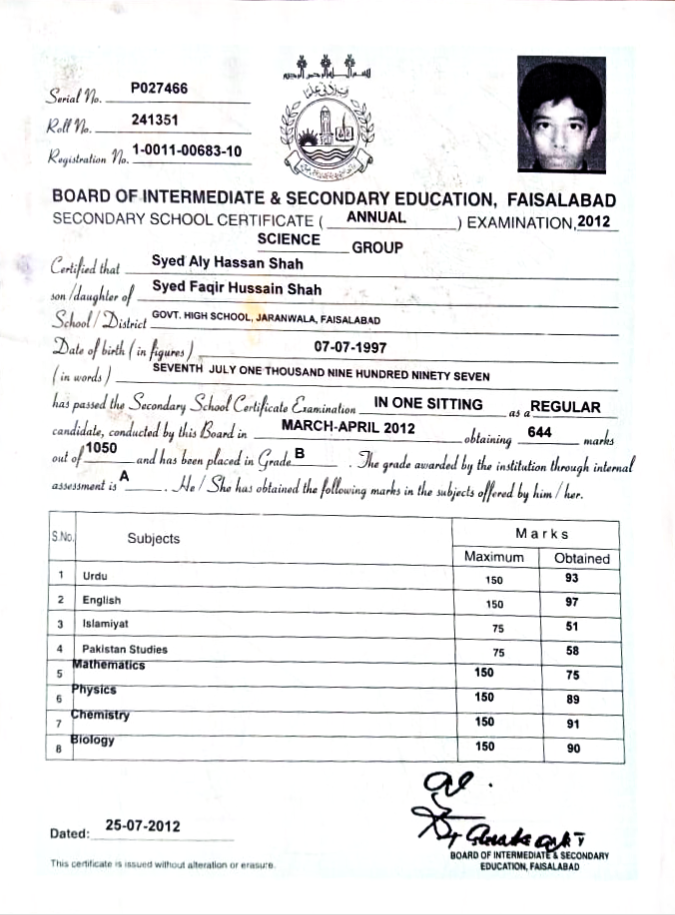 Serial No. P027466
Roll No. 241351
Registration No. 1-0011-00683-10
BOARD OF INTERMEDIATE & SECONDARY EDUCATION, FAISALABAD
SECONDARY SCHOOL CERTIFICATE ( ANNUAL ) EXAMINATION, 2012
SCIENCE GROUP
Certified that Syed Aly Hassan Shah
son/daughter of Syed Faqir Hussain Shah
School / District GOVT. HIGH SCHOOL, JARANWALA, FAISALABAD
Date of birth (in figures) 07-07-1997
(in words) SEVENTH JULY ONE THOUSAND NINE HUNDRED NINETY SEVEN
has passed the Secondary School Certificate Examination IN ONE SITTING as a REGULAR
candidate, conducted by this Board in MARCH-APRIL 2012 obtaining 644 marks
out of 1050 and has been placed in Grade B . The grade awarded by the institution through internal
assessment is A . He / She has obtained the following marks in the subjects offered by him / her.
S.No. Subjects Marks
Maximum Obtained
1 Urdu 150 93
2 English 150 97
3 Islamiyat 75 51
4 Pakistan Studies 75 58
5 Mathematics 150 75
6 Physics 150 89
7 Chemistry 150 91
8 Biology 150 90
Dated: 25-07-2012
BOARD OF INTERMEDIATE & SECONDARY
EDUCATION, FAISALABAD
This certificate is issued without alteration or erasure.